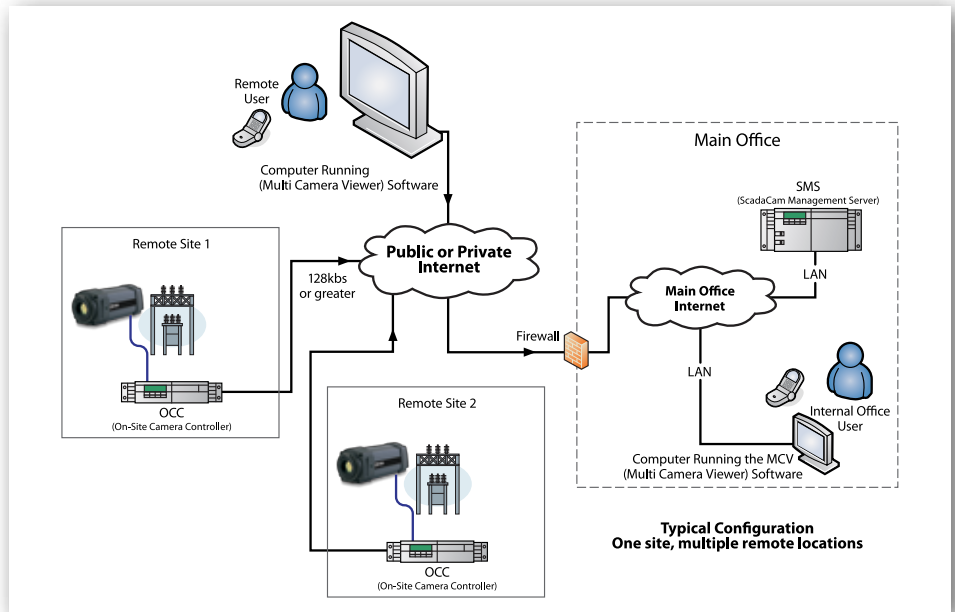 Remote
User
Computer Running
(Multi Camera Viewer) Software
Remote Site 1
OCC
(On-Site Camera Controller)
128kbs
or greater
Public or Private
Internet
Remote Site 2
OCC
(On-Site Camera Controller)
Firewall
Main Office
SMS
(ScadaCam Management Server)
LAN
Main Office
Internet
LAN
Internal Office
User
Computer Running the MCV
(Multi Camera Viewer) Software
Typical Configuration
One site, multiple remote locations